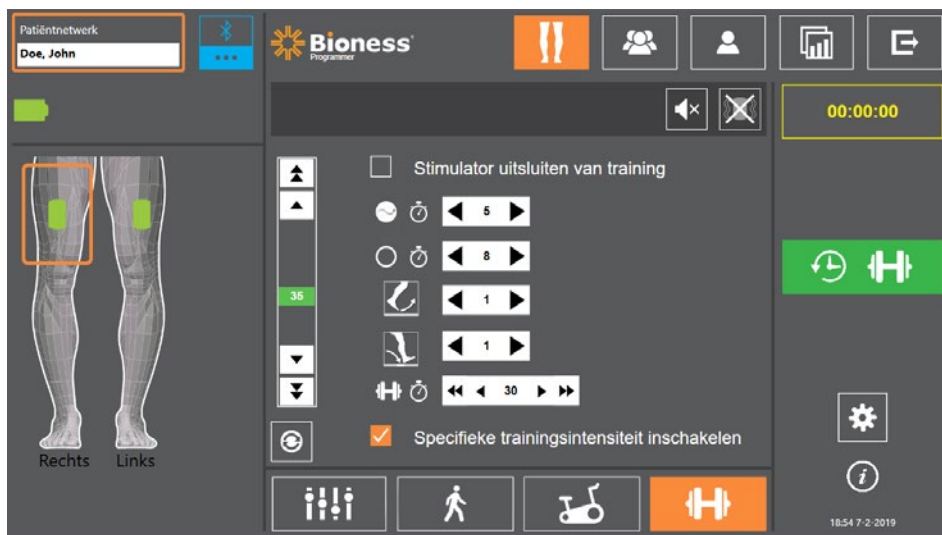 Patiëntnetwerk
Doe, John
Bioness
Programmer
00:00:00
Stimulator uitsluiten van training
5
8
35
1
1
30
Specifieke trainingsintensiteit inschakelen
Rechts Links
18:54 7-2-2019